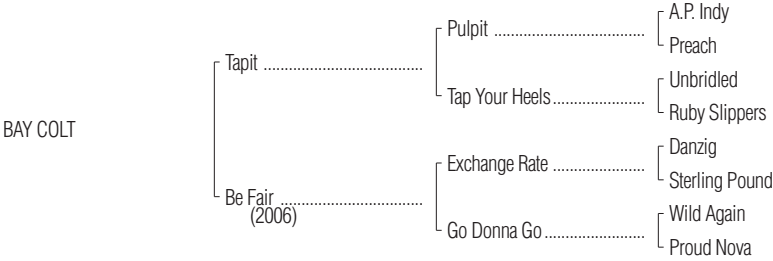 A.P. Indy
Pulpit ........................................
Preach
Tapit ..........................................
Unbridled
Tap Your Heels ........................
Ruby Slippers
BAY COLT
Danzig
Exchange Rate ........................
Sterling Pound
Be Fair ......................................
(2006)
Wild Again
Go Donna Go ..........................
Proud Nova